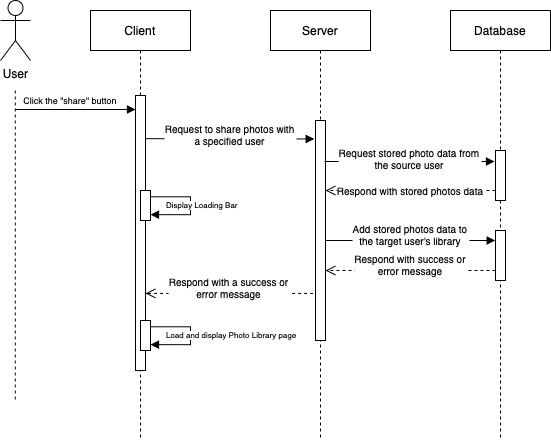 Client
Server
Database
User
Click the "share" button
Request to share photos with
a specified user
Request stored photo data from
the source user
Respond with stored photos data
Display Loading Bar
Add stored photos data to
the target user's library
Respond with success or
error message
Respond with a success or
error message
Load and display Photo Library page